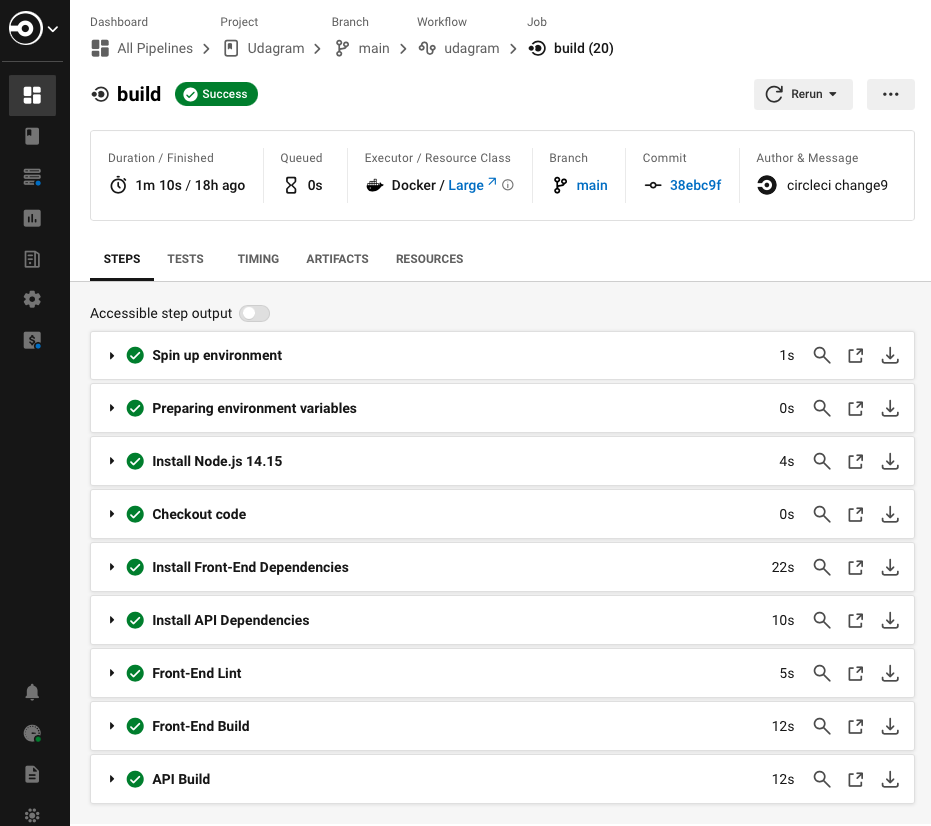 Dashboard Project Branch Workflow Job
All Pipelines Udagram main udagram build (20)
build Success Rerun
Duration / Finished Queued Executor / Resource Class Branch Commit Author & Message
1m 10s / 18h ago 0s Docker / Large main 38ebc9f circleci change9
STEPS TESTS TIMING ARTIFACTS RESOURCES
Accessible step output
Spin up environment 1s
Preparing environment variables 0s
Install Node.js 14.15 4s
Checkout code 0s
Install Front-End Dependencies 22s
Install API Dependencies 10s
Front-End Lint 5s
Front-End Build 12s
API Build 12s